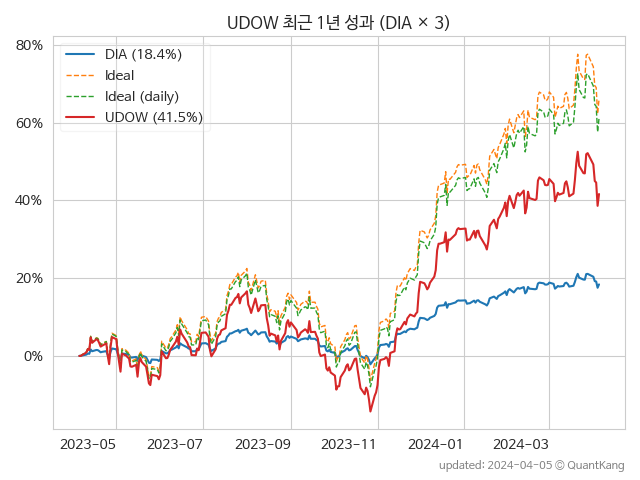 UDOW 최근 1년 성과 (DIA × 3)
80%
60%
40%
20%
0%
DIA (18.4%)
Ideal
Ideal (daily)
UDOW (41.5%)
2023-05
2023-07
2023-09
2023-11
2024-01
2024-03
updated: 2024-04-05 © QuantKang